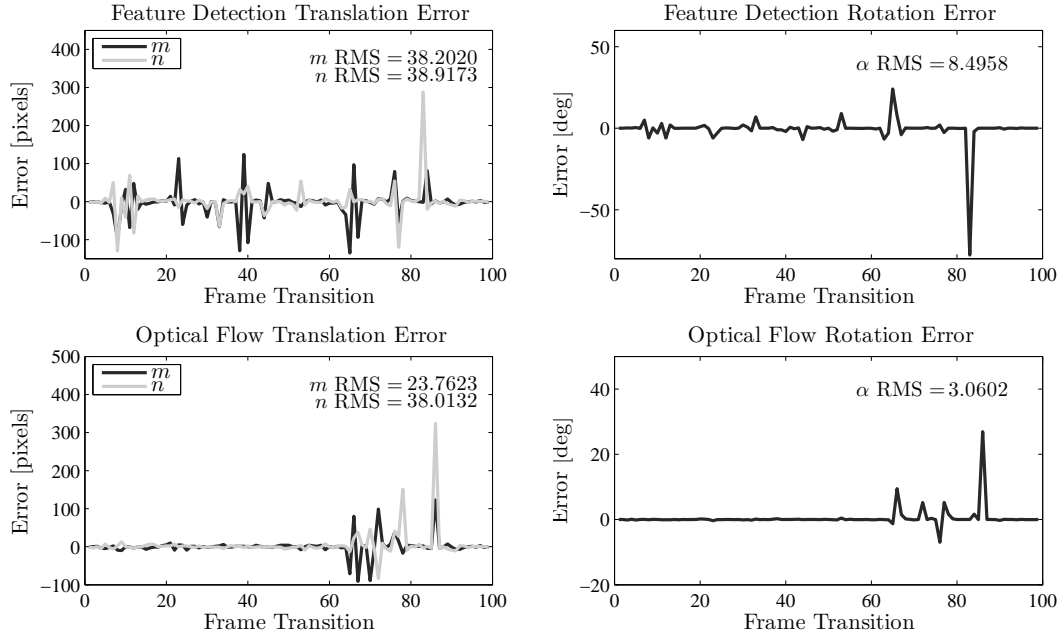 Feature Detection Translation Error
400
300
200
100
0
−100
Error [pixels]
m
n
m RMS = 38.2020
n RMS = 38.9173
0 20 40 60 80 100
Frame Transition
Feature Detection Rotation Error
50
0
−50
Error [deg]
α RMS = 8.4958
0 20 40 60 80 100
Frame Transition
Optical Flow Translation Error
500
400
300
200
100
0
−100
Error [pixels]
m
n
m RMS = 23.7623
n RMS = 38.0132
0 20 40 60 80 100
Frame Transition
Optical Flow Rotation Error
40
20
0
−20
Error [deg]
α RMS = 3.0602
0 20 40 60 80 100
Frame Transition